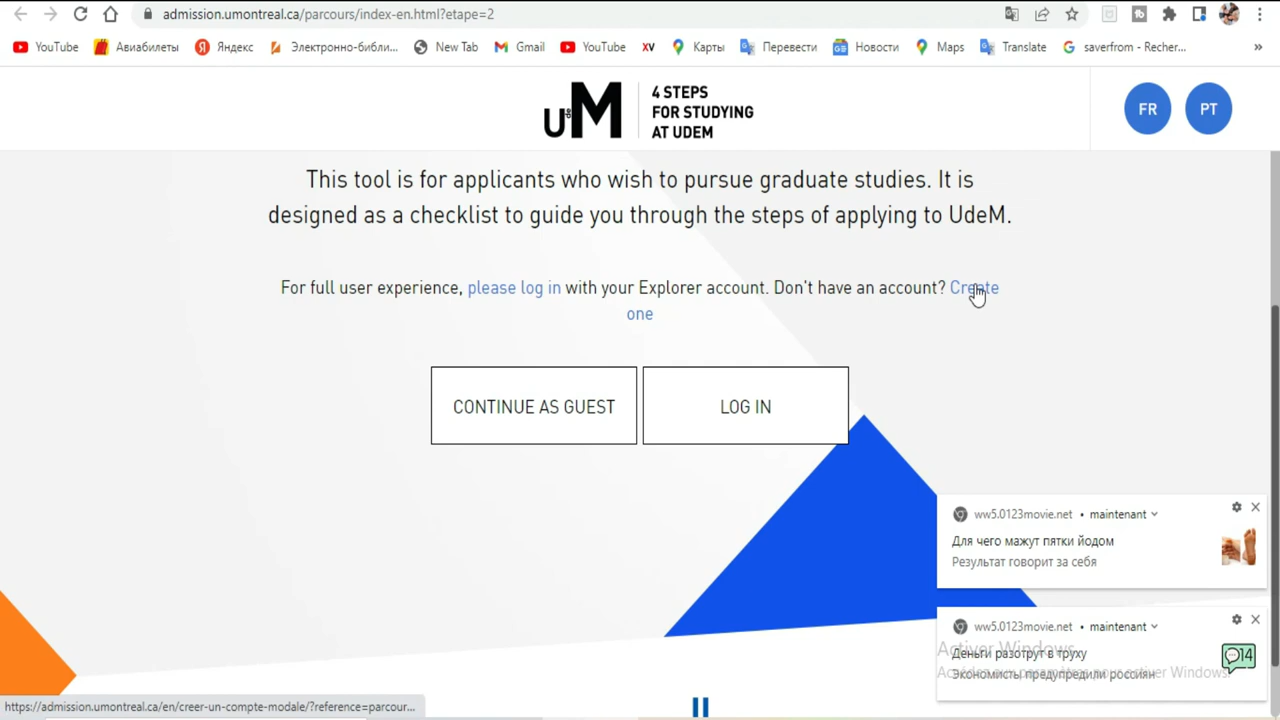 admission.umontreal.ca/parcours/index-en.html?etape=2
YouTube
Авиабилеты
Яндекс
Электронно-библи...
New Tab
Gmail
YouTube
XV
Карты
Перевести
Новости
Maps
Translate
saverfrom - Recher...
»
UdeM
4 STEPS
FOR STUDYING
AT UDEM
FR
PT
This tool is for applicants who wish to pursue graduate studies. It is
designed as a checklist to guide you through the steps of applying to UdeM.
For full user experience, please log in with your Explorer account. Don't have an account? Create
one
CONTINUE AS GUEST
LOG IN
ww5.0123movie.net • maintenant
Для чего мажут пятки йодом
Результат говорит за себя
ww5.0123movie.net • maintenant
Activer Windows
Деньги разотрут в труху
14
Accédez aux paramètres pour activer Windows.
Экономисты предупредили россиян
https://admission.umontreal.ca/en/creer-un-compte-modale/?reference=parcour...